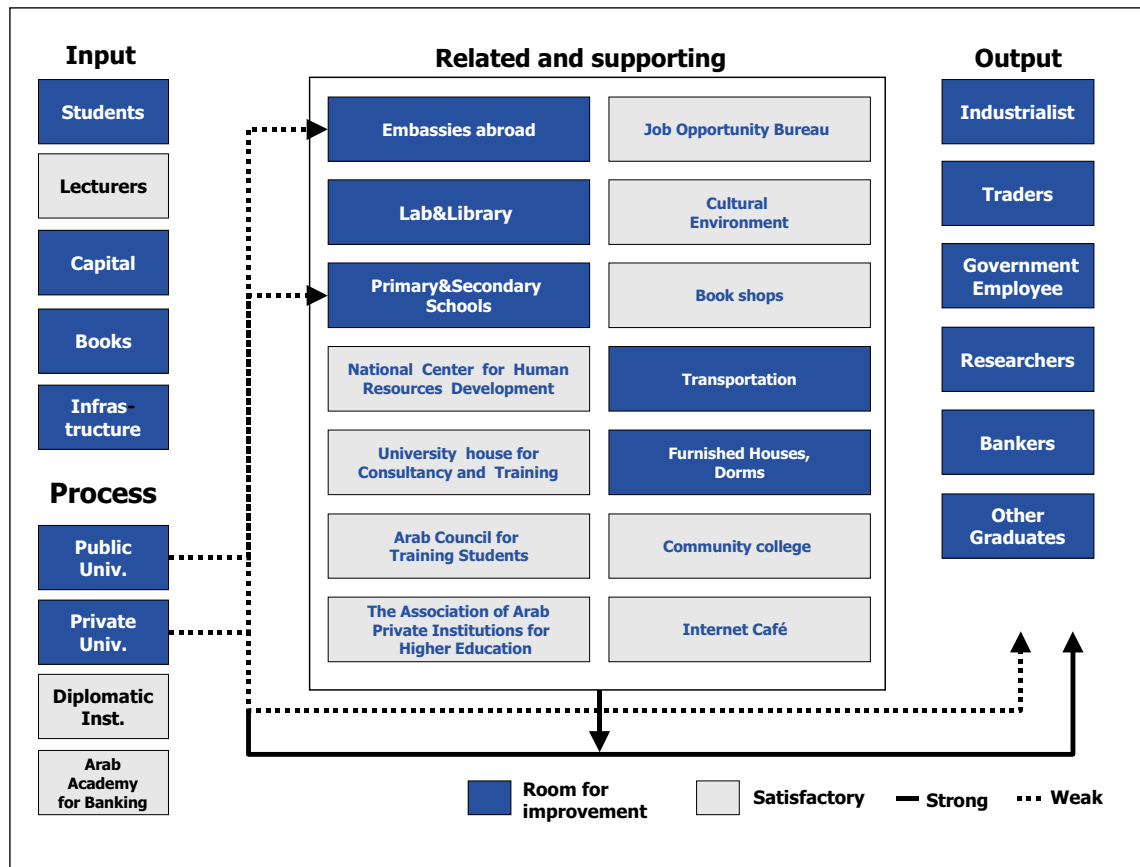 Input
Students
Lecturers
Capital
Books
Infras-
tructure
Process
Public
Univ.
Private
Univ.
Diplomatic
Inst.
Arab
Academy
for Banking
Related and supporting
Embassies abroad
Job Opportunity Bureau
Lab&Library
Cultural
Environment
Primary&Secondary
Schools
Book shops
National Center for Human
Resources Development
Transportation
University house for
Consultancy and Training
Furnished Houses,
Dorms
Arab Council for
Training Students
Community college
The Association of Arab
Private Institutions for
Higher Education
Internet Café
Output
Industrialist
Traders
Government
Employee
Researchers
Bankers
Other
Graduates
Room for
improvement
Satisfactory
Strong
Weak